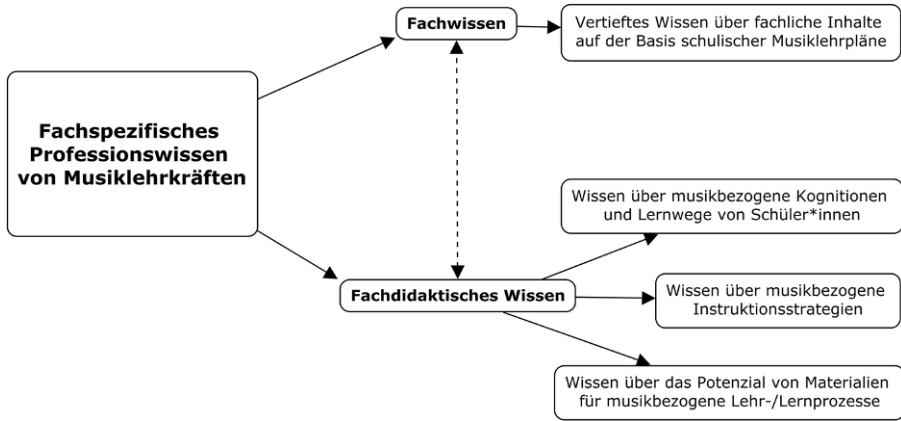 Fachspezifisches
Professionswissen
von Musiklehrkräften
Fachwissen
Vertieftes Wissen über fachliche Inhalte
auf der Basis schulischer Musiklehrpläne
Fachdidaktisches Wissen
Wissen über musikbezogene Kognitionen
und Lernwege von Schüler*innen
Wissen über musikbezogene
Instruktionsstrategien
Wissen über das Potenzial von Materialien
für musikbezogene Lehr-/Lernprozesse